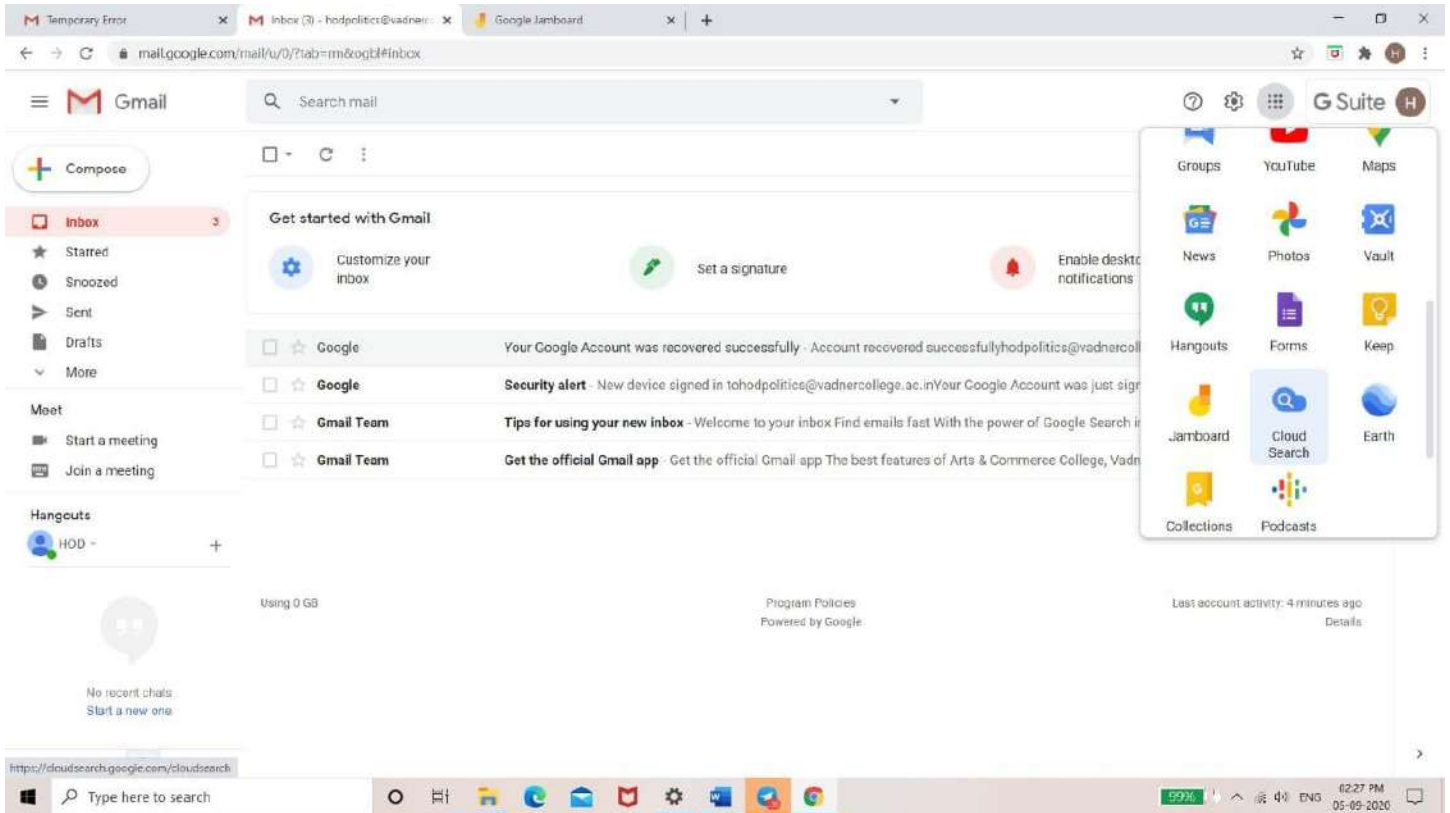 Temporary Error
Inbox (3) - hodpolitics@vadnerc
Google Jamboard
mail.google.com/mail/u/0/?tab=rm&ogbl#inbox
H
Gmail
Search mail
G Suite
H
Compose
Inbox 3
Starred
Snoozed
Sent
Drafts
More
Meet
Start a meeting
Join a meeting
Hangouts
HOD
No recent chats
Start a new one
https://cloudsearch.google.com/cloudsearch
Get started with Gmail
Customize your
inbox
Set a signature
Enable deskto
notifications
Google Your Google Account was recovered successfully - Account recovered successfullyhodpolitics@vadnercoll
Google Security alert - New device signed in tohodpolitics@vadnercollege.ac.inYour Google Account was just sign
Gmail Team Tips for using your new inbox - Welcome to your inbox Find emails fast With the power of Google Search i
Gmail Team Get the official Gmail app - Get the official Gmail app The best features of Arts & Commerce College, Vadn
Using 0 GB
Program Policies
Powered by Google
Last account activity: 4 minutes ago
Details
Groups YouTube Maps
News Photos Vault
Hangouts Forms Keep
Jamboard Cloud Search Earth
Collections Podcasts
Type here to search
99%
ENG
02:27 PM
05-09-2020